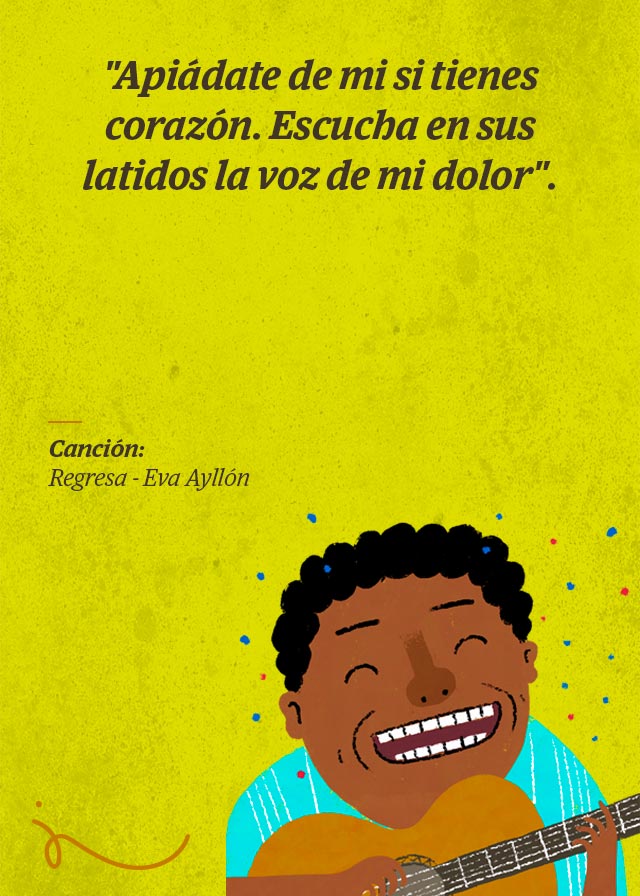 "Apiádate de mi si tienes
corazón. Escucha en sus
latidos la voz de mi dolor".
Canción:
Regresa - Eva Ayllón